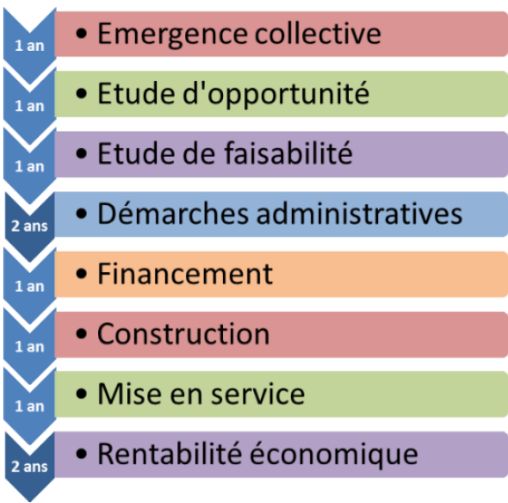 1 an
• Emergence collective
1 an
• Etude d'opportunité
1 an
• Etude de faisabilité
2 ans
• Démarches administratives
1 an
• Financement
1 an
• Construction
1 an
• Mise en service
2 ans
• Rentabilité économique